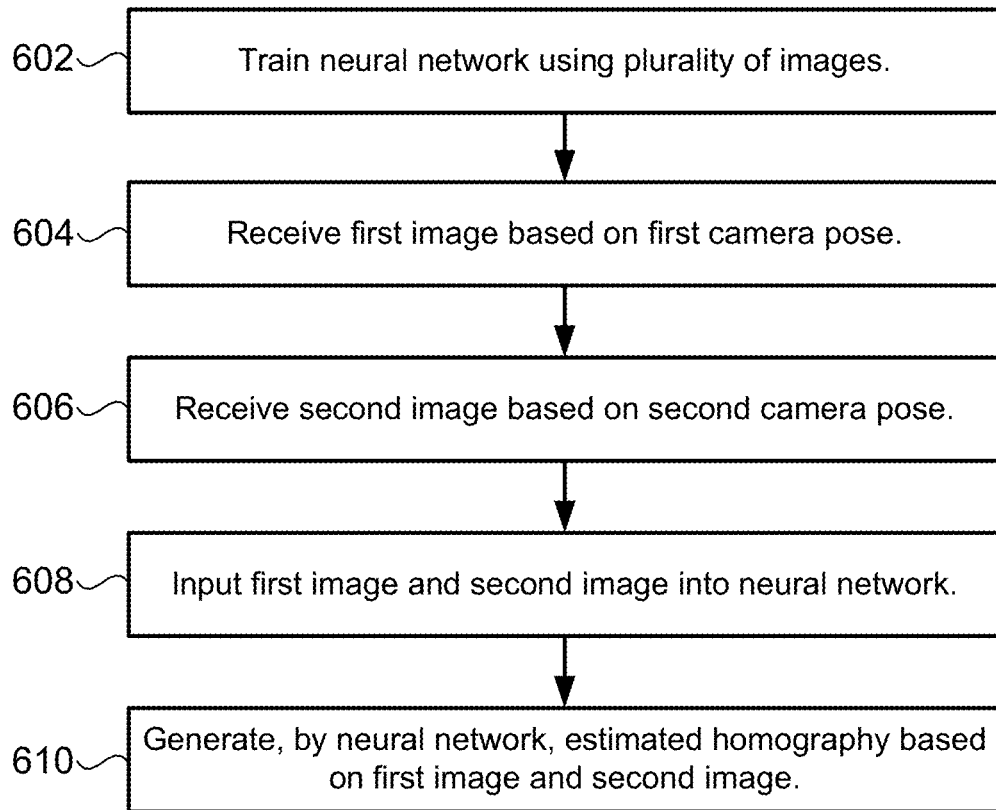 602
Train neural network using plurality of images.
604
Receive first image based on first camera pose.
606
Receive second image based on second camera pose.
608
Input first image and second image into neural network.
610
Generate, by neural network, estimated homography based
on first image and second image.